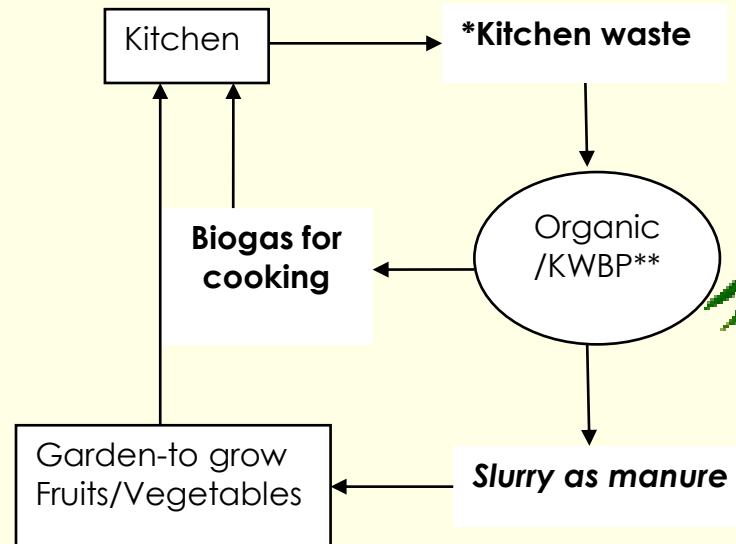 Kitchen
*Kitchen waste
Organic
/KWBP**
Biogas for
cooking
Slurry as manure
Garden-to grow
Fruits/Vegetables